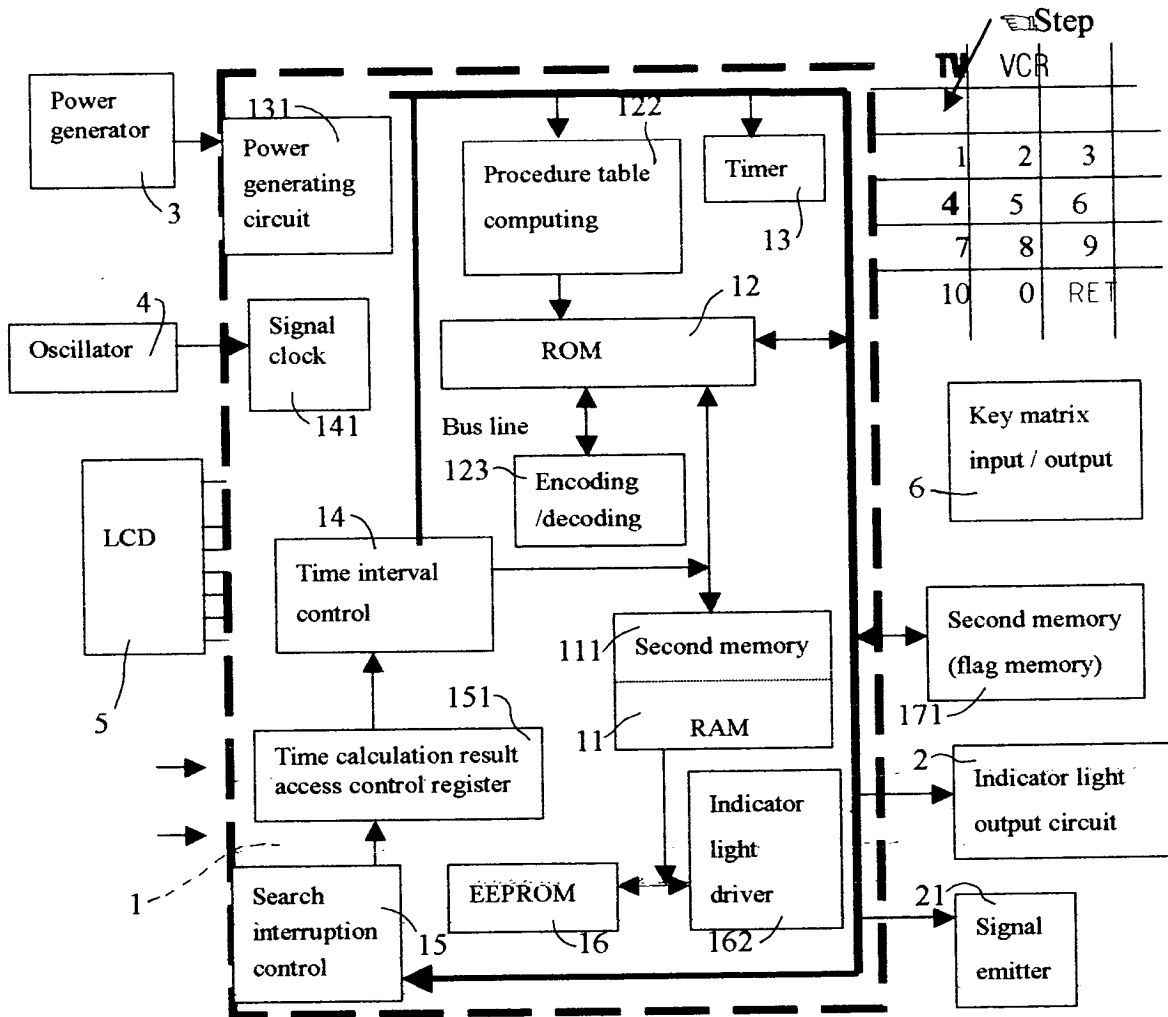 ☜Step
TV VCR
1 2 3
4 5 6
7 8 9
10 0 RET
Power
generator
3
131
Power
generating
circuit
122
Procedure table
computing
Timer
13
4
Oscillator
Signal
clock
141
12
ROM
Bus line
123
Encoding
/decoding
Key matrix
input / output
6
LCD
5
14
Time interval
control
111
Second memory
11
RAM
Second memory
(flag memory)
171
151
Time calculation result
access control register
2
Indicator light
output circuit
Indicator
light
driver
162
1
EEPROM
16
Search
interruption
control
15
21
Signal
emitter